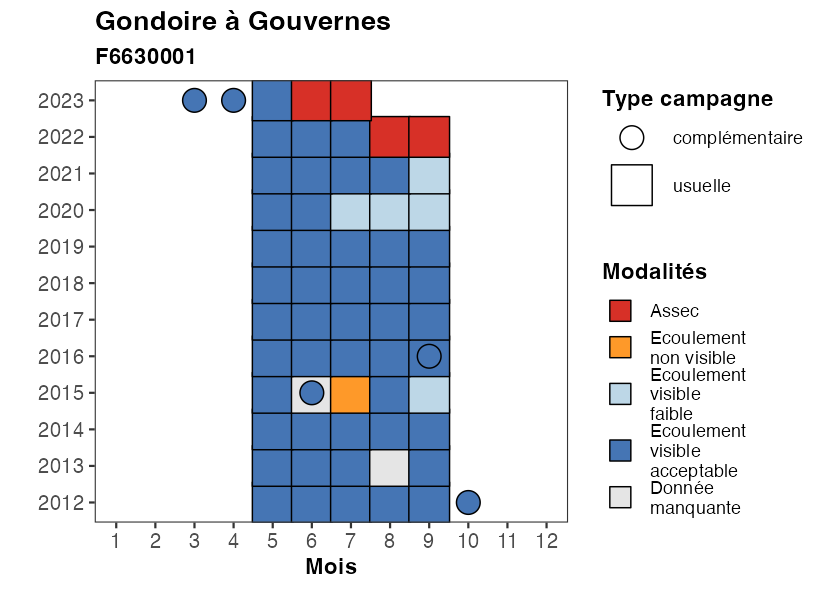 Gondoire à Gouvernes
F6630001
2023
2022
2021
2020
2019
2018
2017
2016
2015
2014
2013
2012
1 2 3 4 5 6 7 8 9 10 11 12
Mois
Type campagne
complémentaire
usuelle
Modalités
Assec
Ecoulement
non visible
Ecoulement
visible
faible
Ecoulement
visible
acceptable
Donnée
manquante